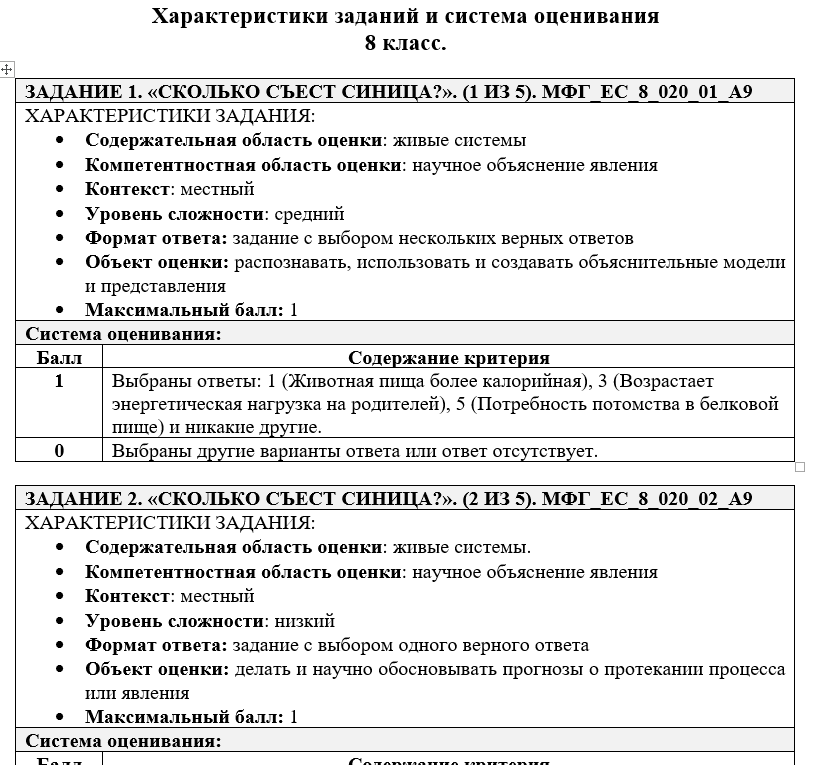 Характеристики заданий и система оценивания
8 класс.
ЗАДАНИЕ 1. «СКОЛЬКО СЪЕСТ СИНИЦА?». (1 ИЗ 5). МФГ_ЕС_8_020_01_А9
ХАРАКТЕРИСТИКИ ЗАДАНИЯ:
• Содержательная область оценки: живые системы
• Компетентностная область оценки: научное объяснение явления
• Контекст: местный
• Уровень сложности: средний
• Формат ответа: задание с выбором нескольких верных ответов
• Объект оценки: распознавать, использовать и создавать объяснительные модели
и представления
• Максимальный балл: 1
Система оценивания:
Балл Содержание критерия
1 Выбраны ответы: 1 (Животная пища более калорийная), 3 (Возрастает
энергетическая нагрузка на родителей), 5 (Потребность потомства в белковой
пище) и никакие другие.
0 Выбраны другие варианты ответа или ответ отсутствует.
ЗАДАНИЕ 2. «СКОЛЬКО СЪЕСТ СИНИЦА?». (2 ИЗ 5). МФГ_ЕС_8_020_02_А9
ХАРАКТЕРИСТИКИ ЗАДАНИЯ:
• Содержательная область оценки: живые системы.
• Компетентностная область оценки: научное объяснение явления
• Контекст: местный
• Уровень сложности: низкий
• Формат ответа: задание с выбором одного верного ответа
• Объект оценки: делать и научно обосновывать прогнозы о протекании процесса
или явления
• Максимальный балл: 1
Система оценивания:
Балл Содержание критерия